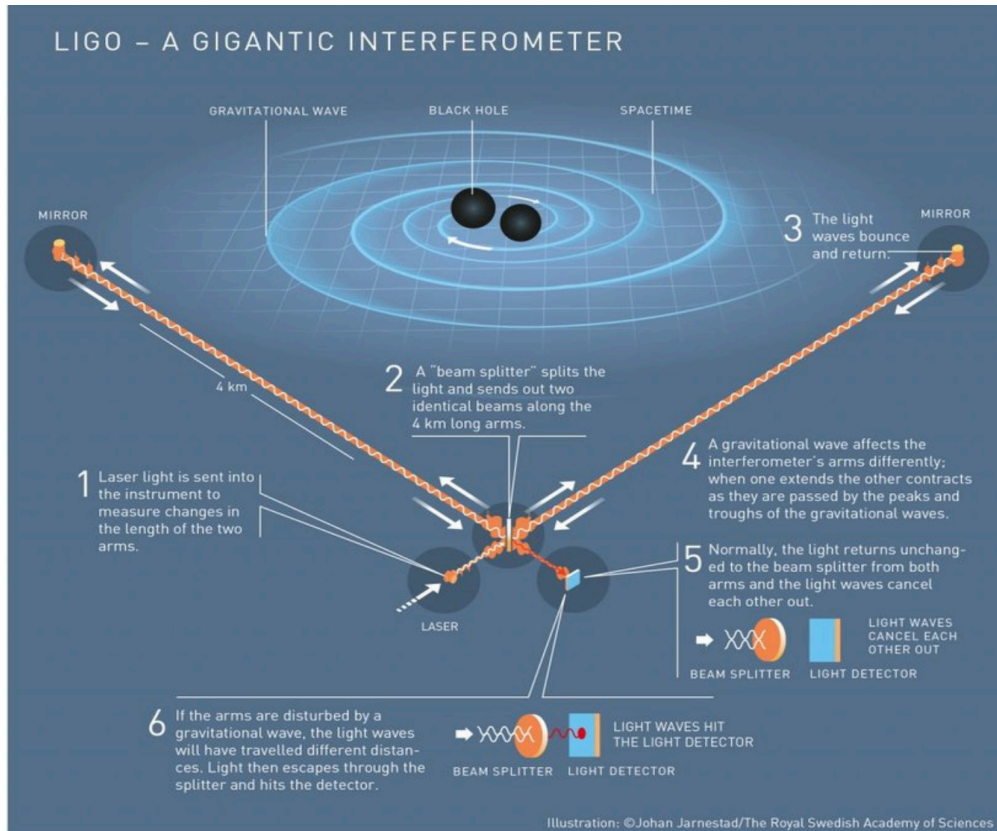 LIGO – A GIGANTIC INTERFEROMETER
GRAVITATIONAL WAVE
BLACK HOLE
SPACETIME
MIRROR
3
The light
waves bounce
and return.
MIRROR
4 km
2
A "beam splitter" splits the
light and sends out two
identical beams along the
4 km long arms.
1
Laser light is sent into
the instrument to
measure changes in
the length of the two
arms.
4
A gravitational wave affects the
interferometer's arms differently;
when one extends the other contracts
as they are passed by the peaks and
troughs of the gravitational waves.
LASER
5
Normally, the light returns unchang-
ed to the beam splitter from both
arms and the light waves cancel
each other out.
LIGHT WAVES
CANCEL EACH
OTHER OUT
BEAM SPLITTER
LIGHT DETECTOR
6
If the arms are disturbed by a
gravitational wave, the light waves
will have travelled different distan-
ces. Light then escapes through the
splitter and hits the detector.
LIGHT WAVES HIT
THE LIGHT DETECTOR
BEAM SPLITTER
LIGHT DETECTOR
Illustration: ©Johan Jarnestad/The Royal Swedish Academy of Sciences